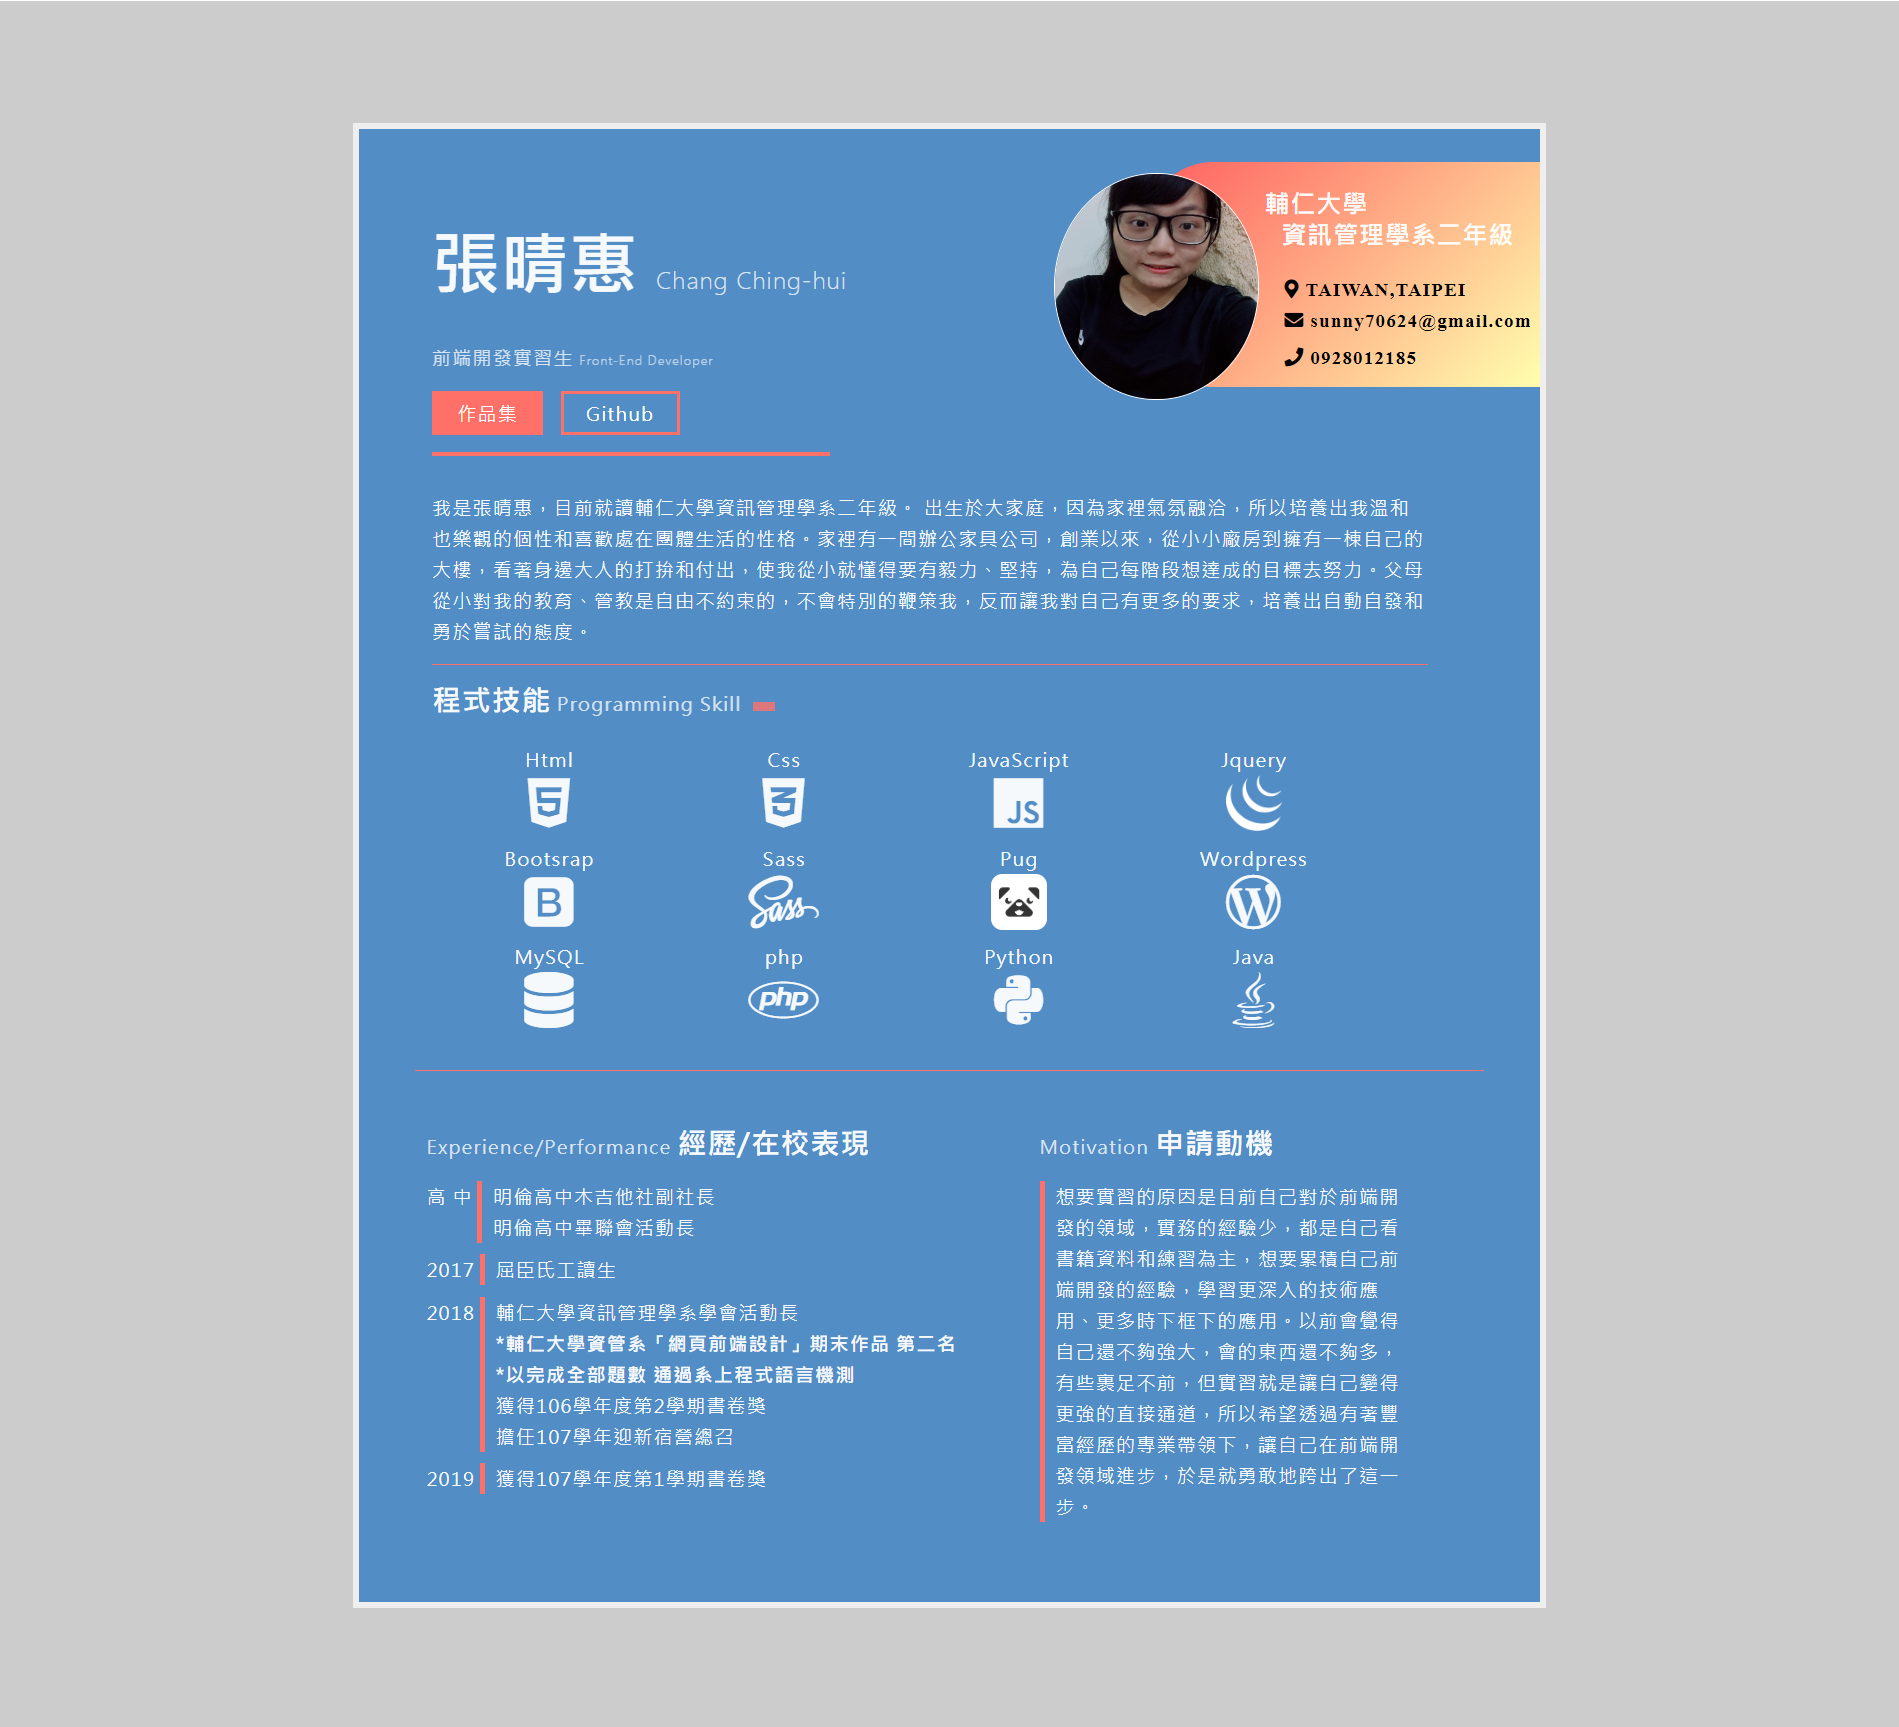 張晴惠 Chang Ching-hui
前端開發實習生 Front-End Developer
作品集 Github
輔仁大學
資訊管理學系二年級
TAIWAN,TAIPEI
sunny70624@gmail.com
0928012185
我是張晴惠，目前就讀輔仁大學資訊管理學系二年級。 出生於大家庭，因為家裡氣氛融洽，所以培養出我溫和
也樂觀的個性和喜歡處在團體生活的性格。家裡有一間辦公家具公司，創業以來，從小小廠房到擁有一棟自己的
大樓，看著身邊大人的打拚和付出，使我從小就懂得要有毅力、堅持，為自己每階段想達成的目標去努力。父母
從小對我的教育、管教是自由不約束的，不會特別的鞭策我，反而讓我對自己有更多的要求，培養出自動自發和
勇於嘗試的態度。
程式技能 Programming Skill
Html Css JavaScript Jquery
5 3 JS
Bootsrap Sass Pug Wordpress
B Sass W
MySQL php Python Java
php
Experience/Performance 經歷/在校表現
高 中 明倫高中木吉他社副社長
明倫高中畢聯會活動長
2017 屈臣氏工讀生
2018 輔仁大學資訊管理學系學會活動長
*輔仁大學資管系「網頁前端設計」期末作品 第二名
*以完成全部題數 通過系上程式語言機測
獲得106學年度第2學期書卷獎
擔任107學年迎新宿營總召
2019 獲得107學年度第1學期書卷獎
Motivation 申請動機
想要實習的原因是目前自己對於前端開
發的領域，實務的經驗少，都是自己看
書籍資料和練習為主，想要累積自己前
端開發的經驗，學習更深入的技術應
用、更多時下框下的應用。以前會覺得
自己還不夠強大，會的東西還不夠多，
有些裹足不前，但實習就是讓自己變得
更強的直接通道，所以希望透過有著豐
富經歷的專業帶領下，讓自己在前端開
發領域進步，於是就勇敢地跨出了這一
步。